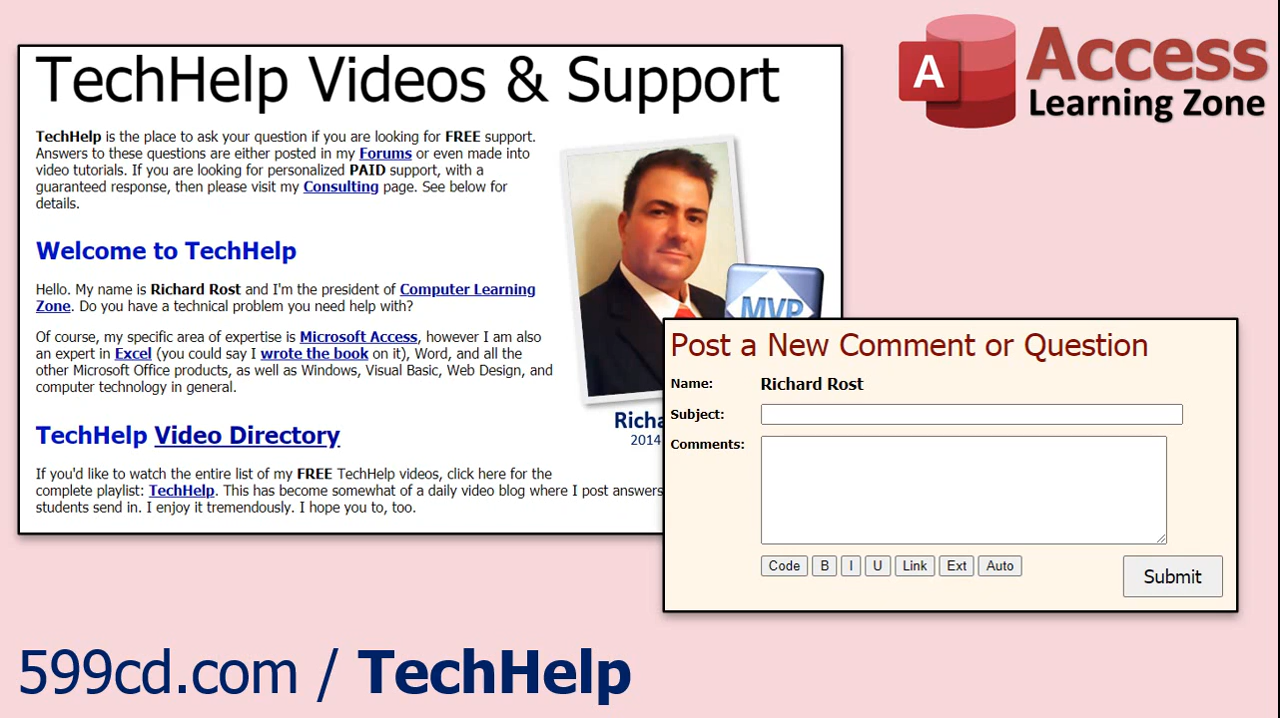 TechHelp Videos & Support
TechHelp is the place to ask your question if you are looking for FREE support.
Answers to these questions are either posted in my Forums or even made into
video tutorials. If you are looking for personalized PAID support, with a
guaranteed response, then please visit my Consulting page. See below for
details.
Welcome to TechHelp
Hello. My name is Richard Rost and I'm the president of Computer Learning
Zone. Do you have a technical problem you need help with?
Of course, my specific area of expertise is Microsoft Access, however I am also
an expert in Excel (you could say I wrote the book on it), Word, and all the
other Microsoft Office products, as well as Windows, Visual Basic, Web Design, and
computer technology in general.
TechHelp Video Directory
If you'd like to watch the entire list of my FREE TechHelp videos, click here for the
complete playlist: TechHelp. This has become somewhat of a daily video blog where I post answers
students send in. I enjoy it tremendously. I hope you to, too.
MVP
Richa
2014
A
Access
Learning Zone
Post a New Comment or Question
Name: Richard Rost
Subject:
Comments:
Code B I U Link Ext Auto
Submit
599cd.com / TechHelp